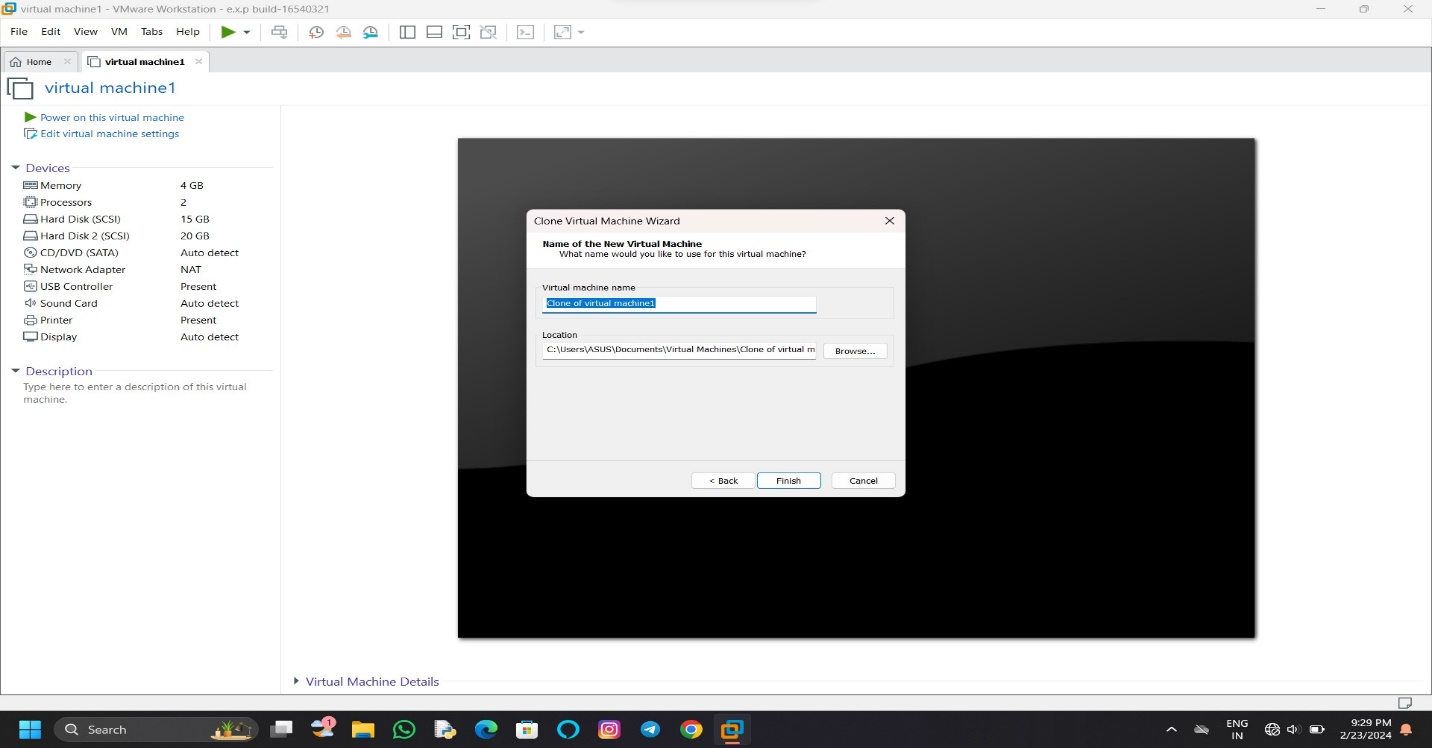 virtual machine1 - VMware Workstation - e.x.p build-16540321
File Edit View VM Tabs Help
Home virtual machine1
virtual machine1
Power on this virtual machine
Edit virtual machine settings
Devices
Memory 4 GB
Processors 2
Hard Disk (SCSI) 15 GB
Hard Disk 2 (SCSI) 20 GB
CD/DVD (SATA) Auto detect
Network Adapter NAT
USB Controller Present
Sound Card Auto detect
Printer Present
Display Auto detect
Description
Type here to enter a description of this virtual
machine.
Clone Virtual Machine Wizard
Name of the New Virtual Machine
What name would you like to use for this virtual machine?
Virtual machine name
Clone of virtual machine1
Location
C:\Users\ASUS\Documents\Virtual Machines\Clone of virtual m
Browse...
< Back Finish Cancel
Virtual Machine Details
Search
1
ENG
IN
9:29 PM
2/23/2024